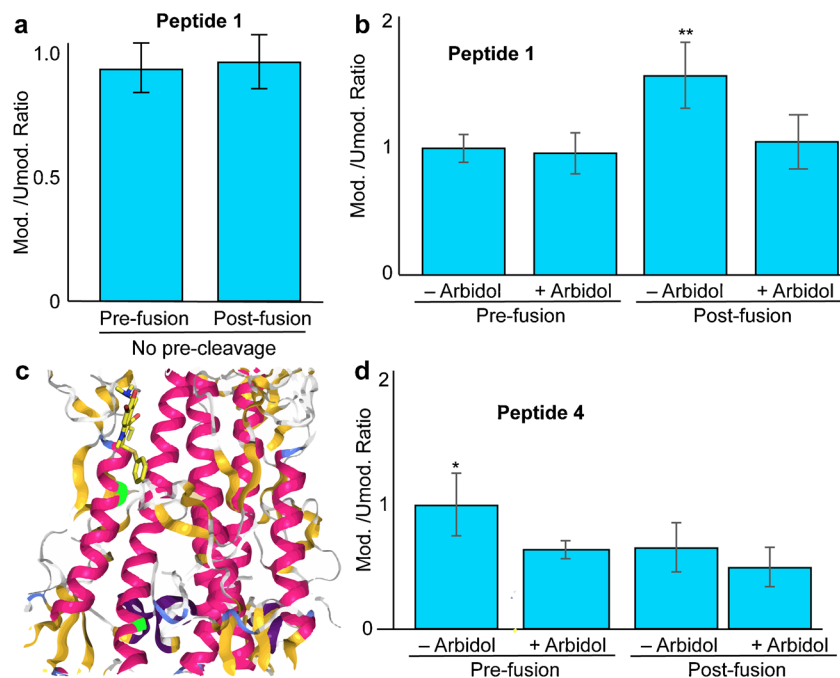 a
Peptide 1
Mod. /Umod. Ratio
1.0
0.5
0
Pre-fusion
Post-fusion
No pre-cleavage
b
Peptide 1
Mod. /Umod. Ratio
2
1
0
**
– Arbidol
+ Arbidol
– Arbidol
+ Arbidol
Pre-fusion
Post-fusion
c
d
Peptide 4
Mod. /Umod. Ratio
2
1
0
*
– Arbidol
+ Arbidol
– Arbidol
+ Arbidol
Pre-fusion
Post-fusion